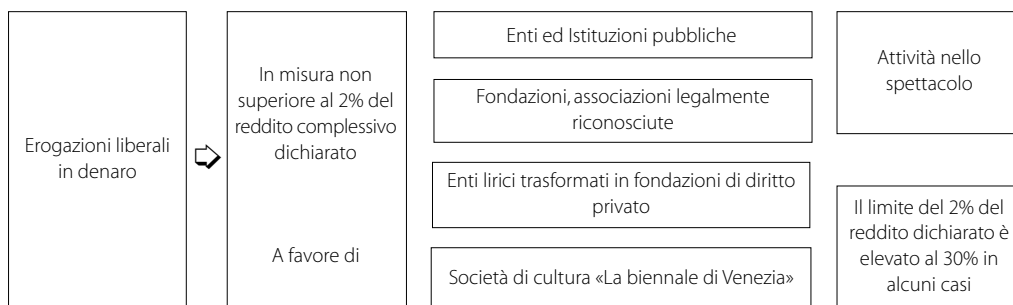 Erogazioni liberali
in denaro
In misura non
superiore al 2% del
reddito complessivo
dichiarato
A favore di
Enti ed Istituzioni pubbliche
Fondazioni, associazioni legalmente
riconosciute
Enti lirici trasformati in fondazioni di diritto
privato
Società di cultura «La biennale di Venezia»
Attività nello
spettacolo
Il limite del 2% del
reddito dichiarato è
elevato al 30% in
alcuni casi